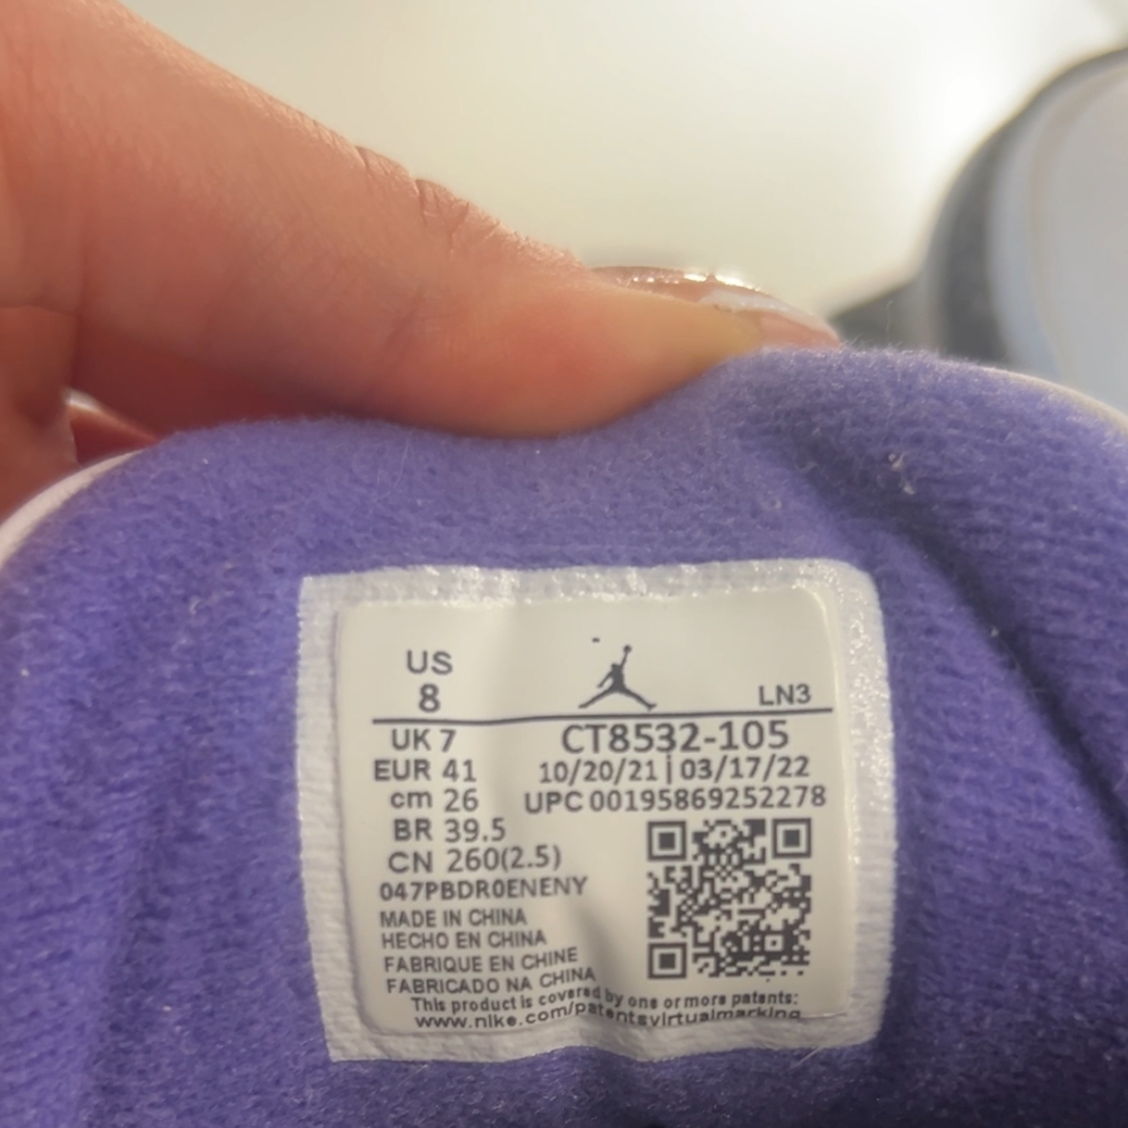 US
8
LN3
UK 7
CT8532-105
EUR 41
10/20/21 | 03/17/22
cm 26
UPC 00195869252278
BR 39.5
CN 260(2.5)
047PBDR0ENENY
MADE IN CHINA
HECHO EN CHINA
FABRIQUE EN CHINE
FABRICADO NA CHINA
This product is covered by one or more patents:
www.nike.com/patentsvirtualmarking